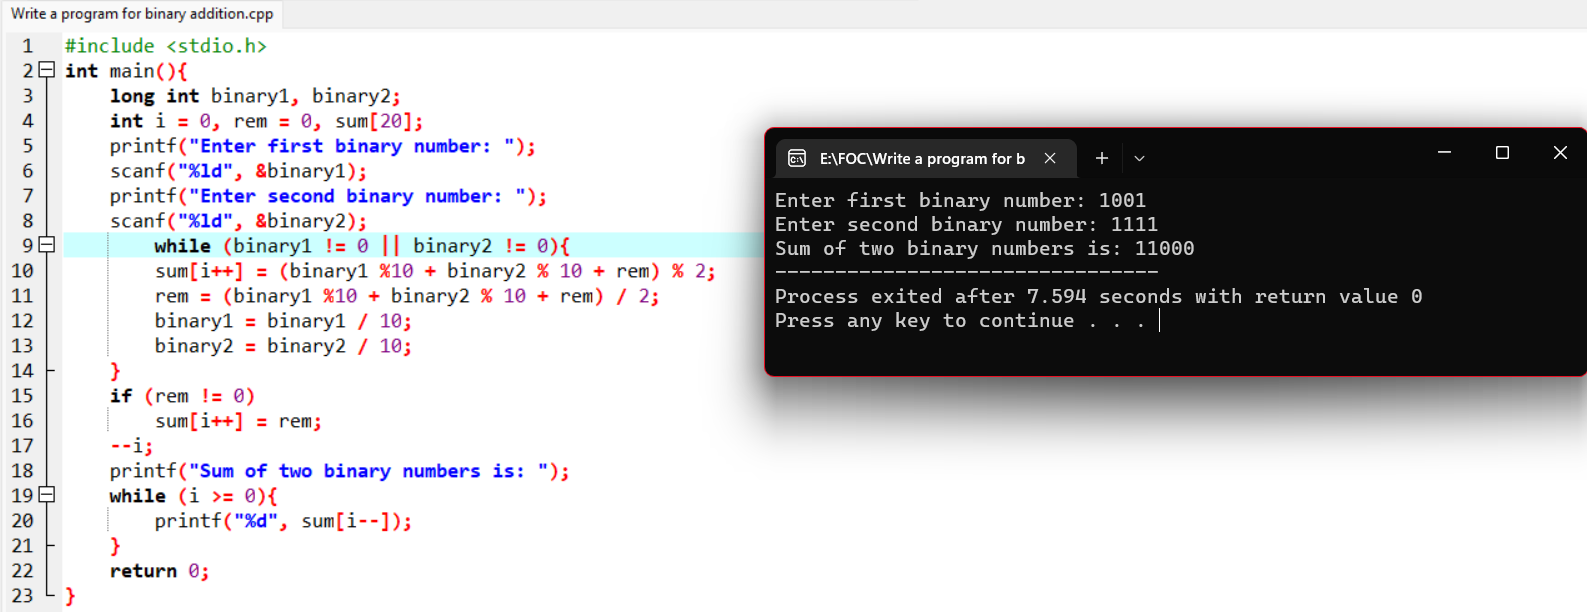 Write a program for binary addition.cpp
1 #include <stdio.h>
2 int main(){
3 long int binary1, binary2;
4 int i = 0, rem = 0, sum[20];
5 printf("Enter first binary number: ");
6 scanf("%ld", &binary1);
7 printf("Enter second binary number: ");
8 scanf("%ld", &binary2);
9 while (binary1 != 0 || binary2 != 0){
10 sum[i++] = (binary1 %10 + binary2 % 10 + rem) % 2;
11 rem = (binary1 %10 + binary2 % 10 + rem) / 2;
12 binary1 = binary1 / 10;
13 binary2 = binary2 / 10;
14 }
15 if (rem != 0)
16 sum[i++] = rem;
17 --i;
18 printf("Sum of two binary numbers is: ");
19 while (i >= 0){
20 printf("%d", sum[i--]);
21 }
22 return 0;
23 }
E:\FOC\Write a program for b
Enter first binary number: 1001
Enter second binary number: 1111
Sum of two binary numbers is: 11000
--------------------------------
Process exited after 7.594 seconds with return value 0
Press any key to continue . . .